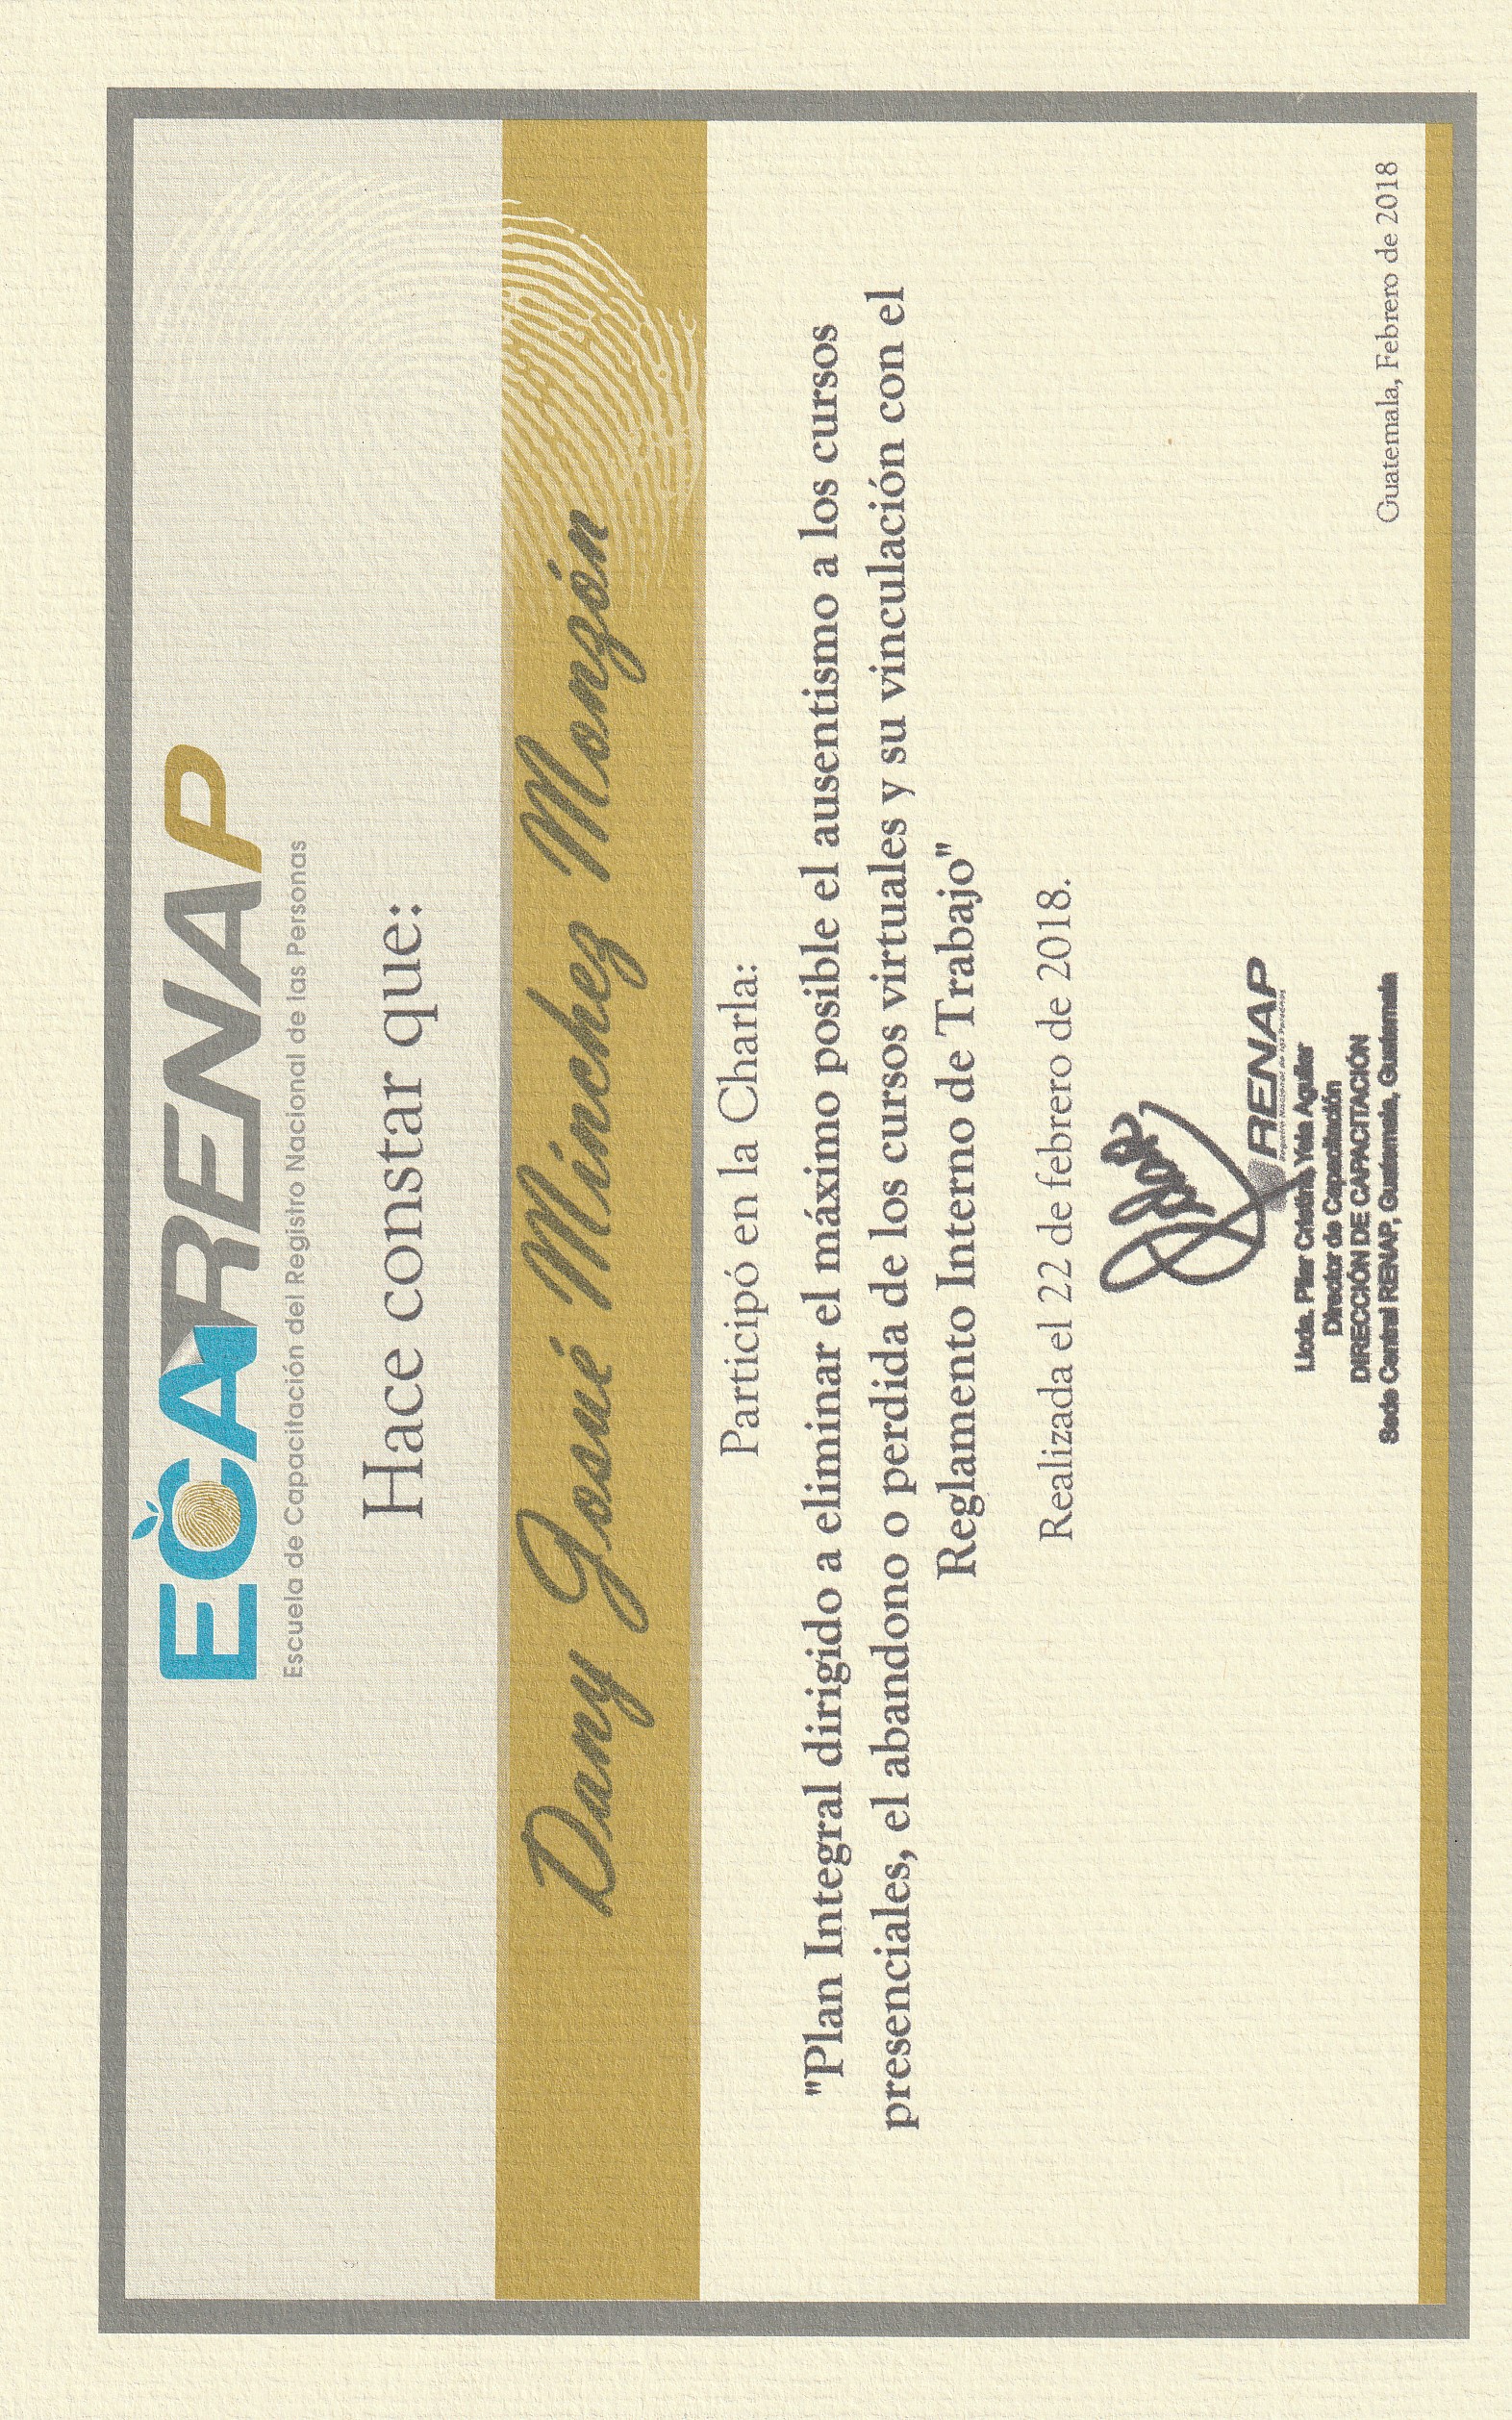 ECARENAP
Escuela de Capacitación del Registro Nacional de las Personas
Hace constar que:
Dany Josué Mínchez Monzón
Participó en la Charla:
"Plan Integral dirigido a eliminar el máximo posible el ausentismo a los cursos
presenciales, el abandono o perdida de los cursos virtuales y su vinculación con el
Reglamento Interno de Trabajo"
Realizada el 22 de febrero de 2018.
RENAP
Registro Nacional de las Personas
Licda. Pilar Cristina Yela Aguilar
Director de Capacitación
DIRECCIÓN DE CAPACITACIÓN
Sede Central RENAP, Guatemala, Guatemala
Guatemala, Febrero de 2018